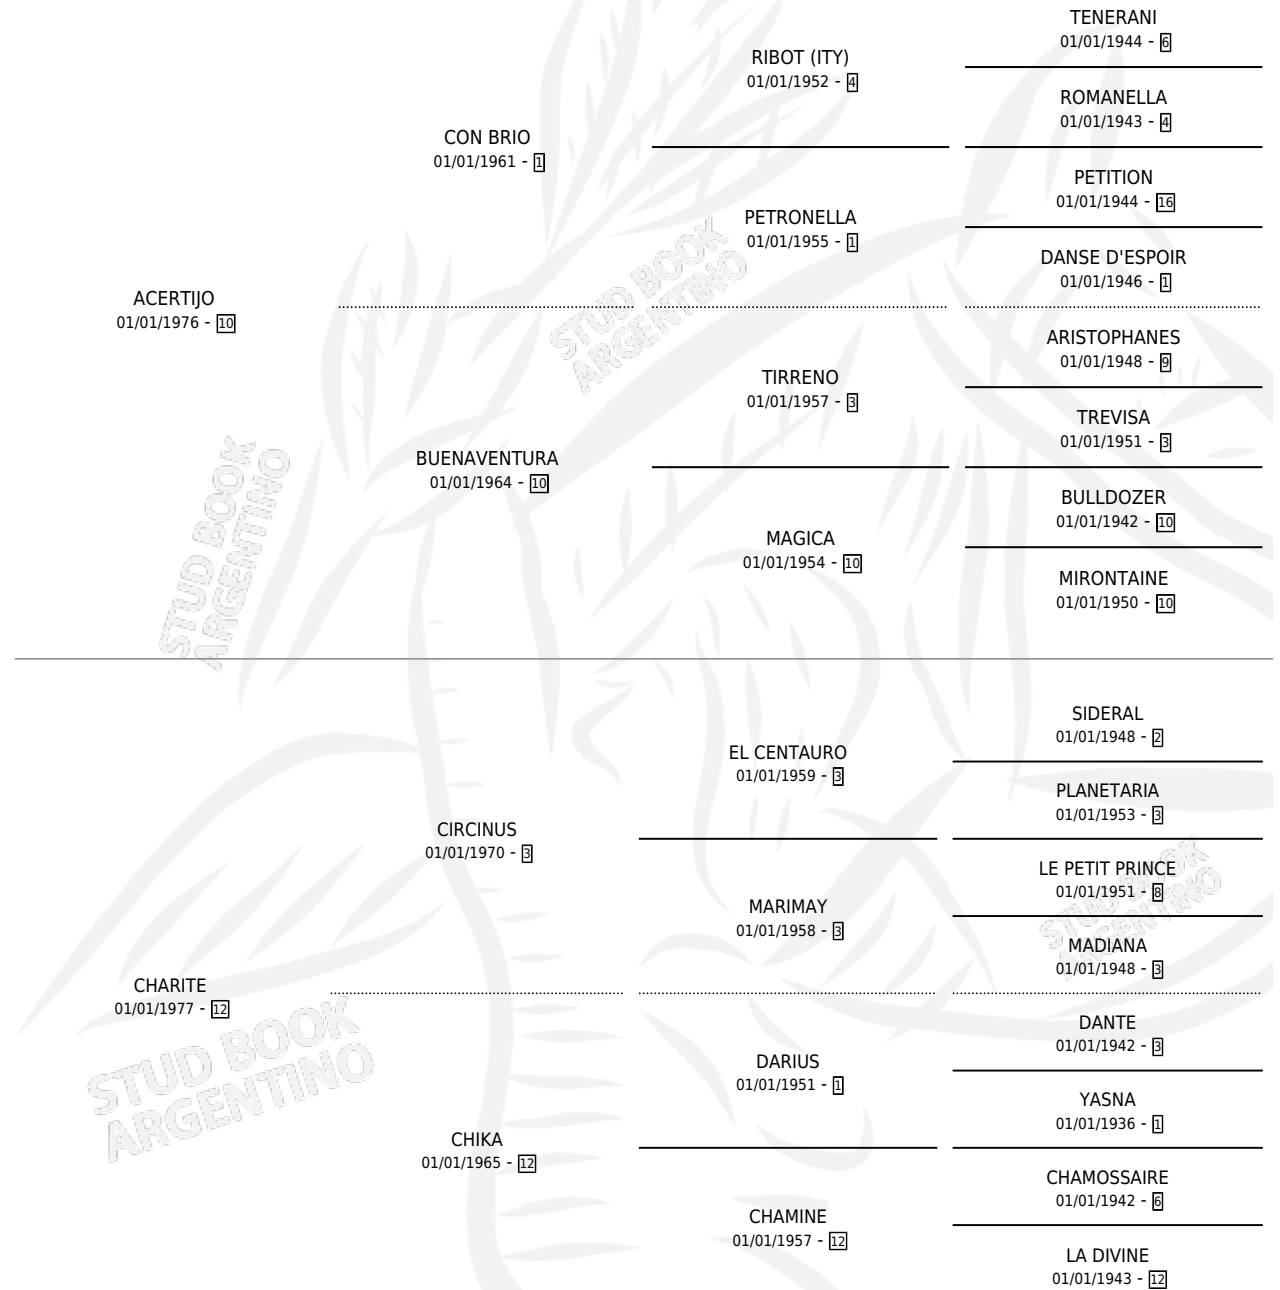 TENERANI
01/01/1944 - 6
RIBOT (ITY)
01/01/1952 - 4
ROMANELLA
01/01/1943 - 4
CON BRIO
01/01/1961 - 1
PETITION
01/01/1944 - 16
PETRONELLA
01/01/1955 - 1
DANSE D'ESPOIR
01/01/1946 - 1
ACERTIJO
01/01/1976 - 10
ARISTOPHANES
01/01/1948 - 9
TIRRENO
01/01/1957 - 3
TREVISA
01/01/1951 - 3
BUENAVENTURA
01/01/1964 - 10
BULLDOZER
01/01/1942 - 10
MAGICA
01/01/1954 - 10
MIRONTAINE
01/01/1950 - 10
SIDERAL
01/01/1948 - 2
EL CENTAURO
01/01/1959 - 3
PLANETARIA
01/01/1953 - 3
CIRCINUS
01/01/1970 - 3
LE PETIT PRINCE
01/01/1951 - 8
MARIMAY
01/01/1958 - 3
MADIANA
01/01/1948 - 3
CHARITE
01/01/1977 - 12
DANTE
01/01/1942 - 3
DARIUS
01/01/1951 - 1
YASNA
01/01/1936 - 1
CHIKA
01/01/1965 - 12
CHAMOSSAIRE
01/01/1942 - 6
CHAMINE
01/01/1957 - 12
LA DIVINE
01/01/1943 - 12
STUD BOOK
ARGENTINO
STUD BOOK
ARGENTINO
STUD BOOK
ARGENTINO
STUD BOOK
ARGENTINO